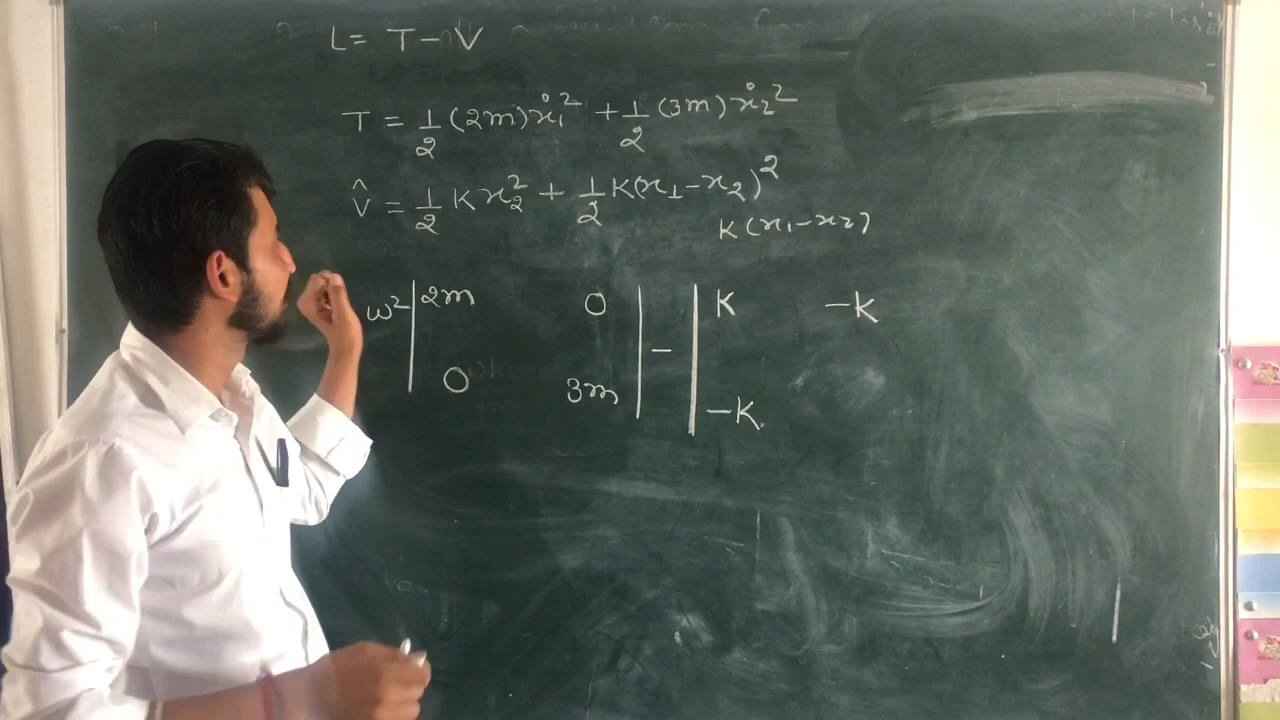 L = T - V
T = 1/2 (2m) ẋ₁² + 1/2 (3m) ẋ₂²
V̂ = 1/2 K x₂² + 1/2 K(x₁ - x₂)²
K(x₁ - x₂)
ω² | 2m 0 | - | K -K
0 3m -K